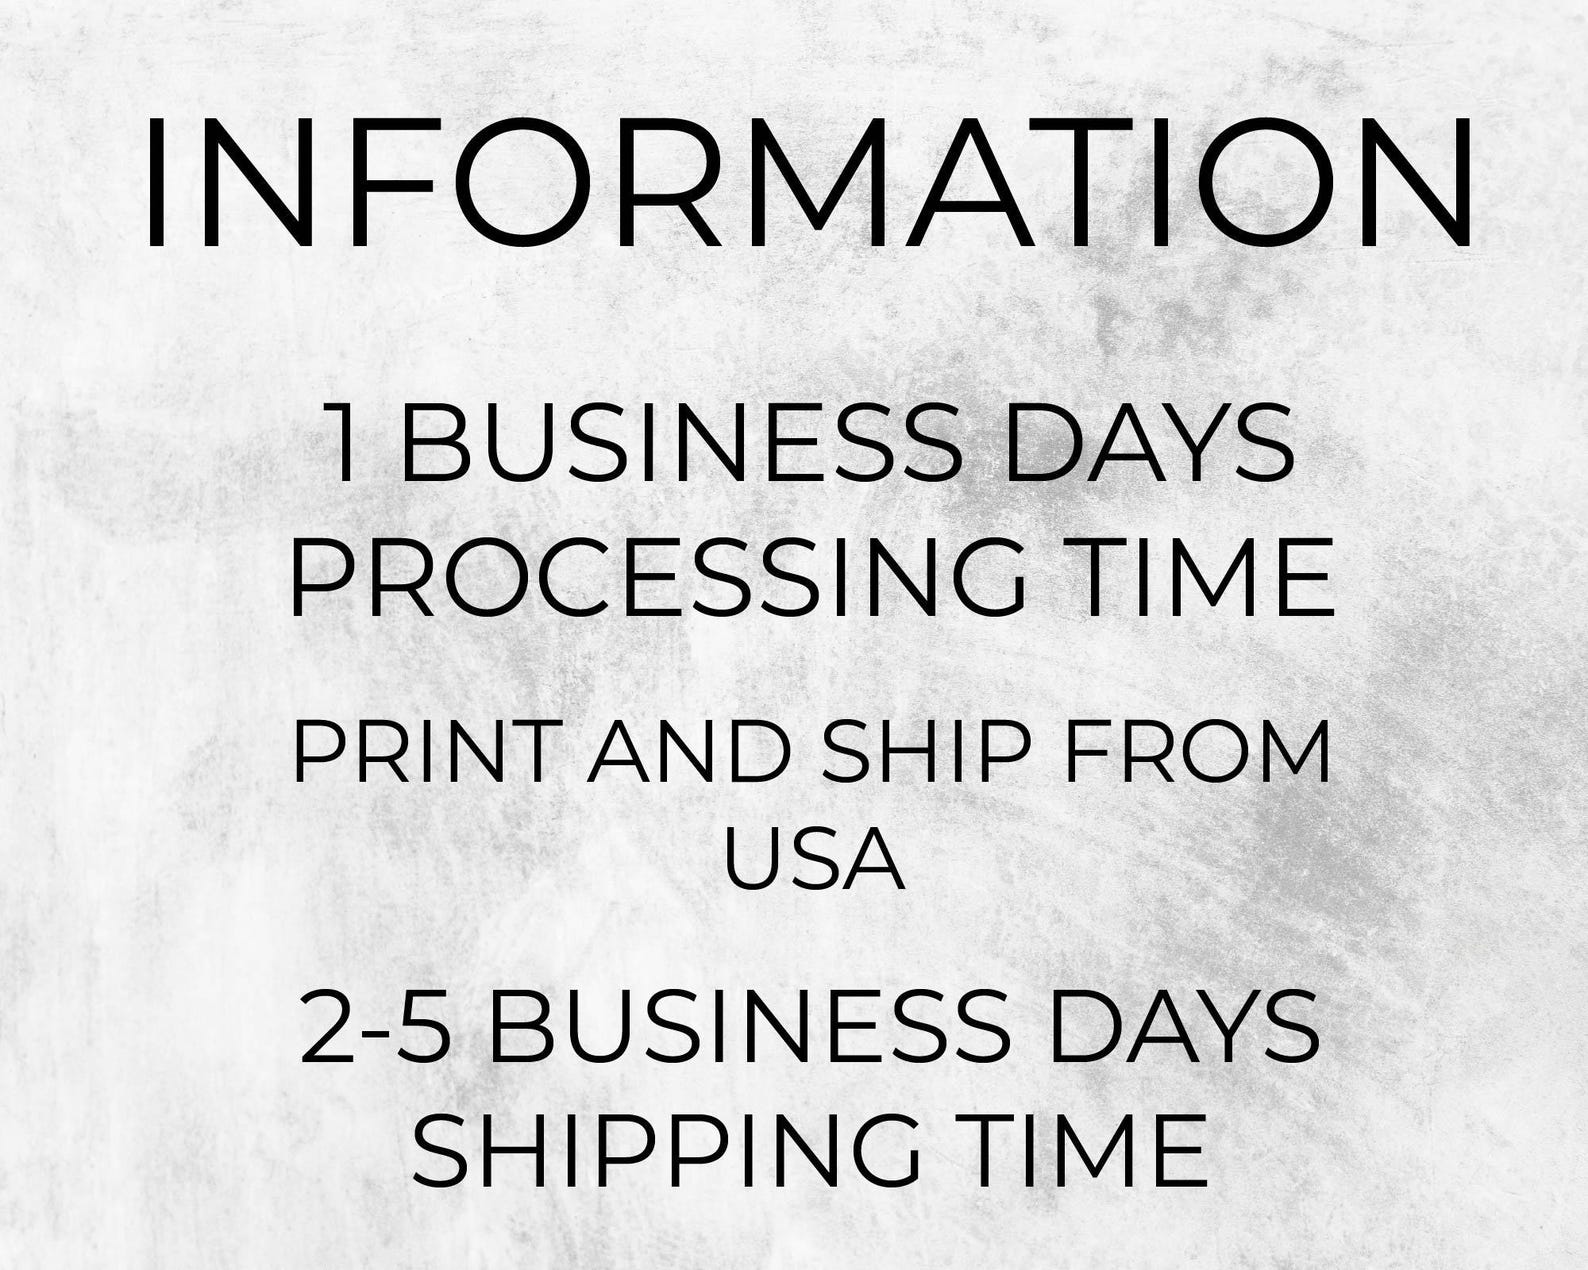 INFORMATION
1 BUSINESS DAYS
PROCESSING TIME
PRINT AND SHIP FROM
USA
2-5 BUSINESS DAYS
SHIPPING TIME